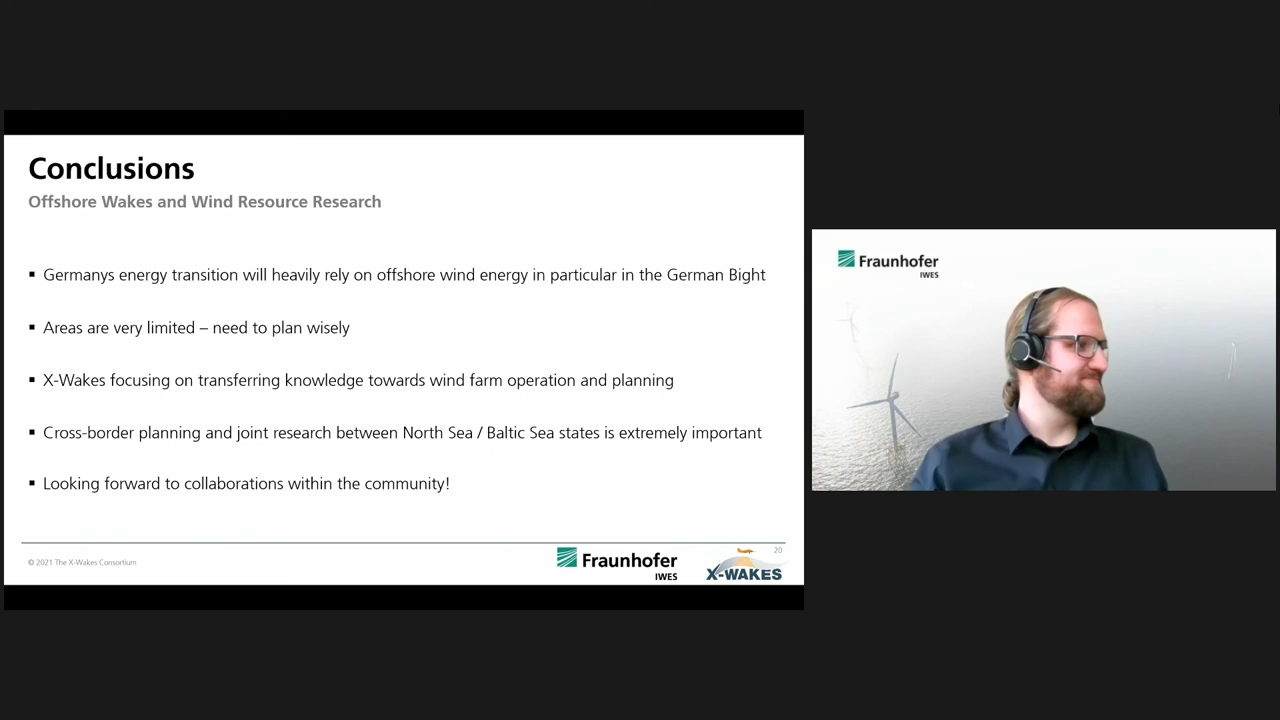 Conclusions
Offshore Wakes and Wind Resource Research
▪ Germanys energy transition will heavily rely on offshore wind energy in particular in the German Bight
▪ Areas are very limited – need to plan wisely
▪ X-Wakes focusing on transferring knowledge towards wind farm operation and planning
▪ Cross-border planning and joint research between North Sea / Baltic Sea states is extremely important
▪ Looking forward to collaborations within the community!
© 2021 The X-Wakes Consortium
Fraunhofer
IWES
X-WAKES
20
Fraunhofer
IWES